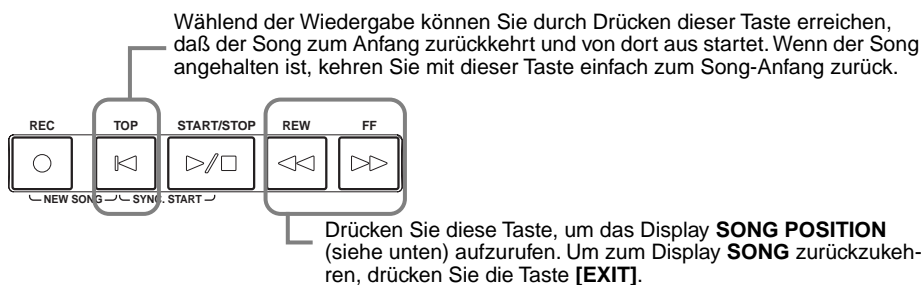 Wählend der Wiedergabe können Sie durch Drücken dieser Taste erreichen,
daß der Song zum Anfang zurückkehrt und von dort aus startet. Wenn der Song
angehalten ist, kehren Sie mit dieser Taste einfach zum Song-Anfang zurück.
REC TOP START/STOP REW FF
NEW SONG SYNC. START
Drücken Sie diese Taste, um das Display SONG POSITION
(siehe unten) aufzurufen. Um zum Display SONG zurückzukeh-
ren, drücken Sie die Taste [EXIT].